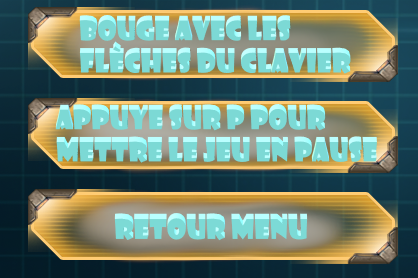 BOUGE AVEC LES
FLÈCHES DU CLAVIER
APPUYE SUR P POUR
METTRE LE JEU EN PAUSE
RETOUR MENU